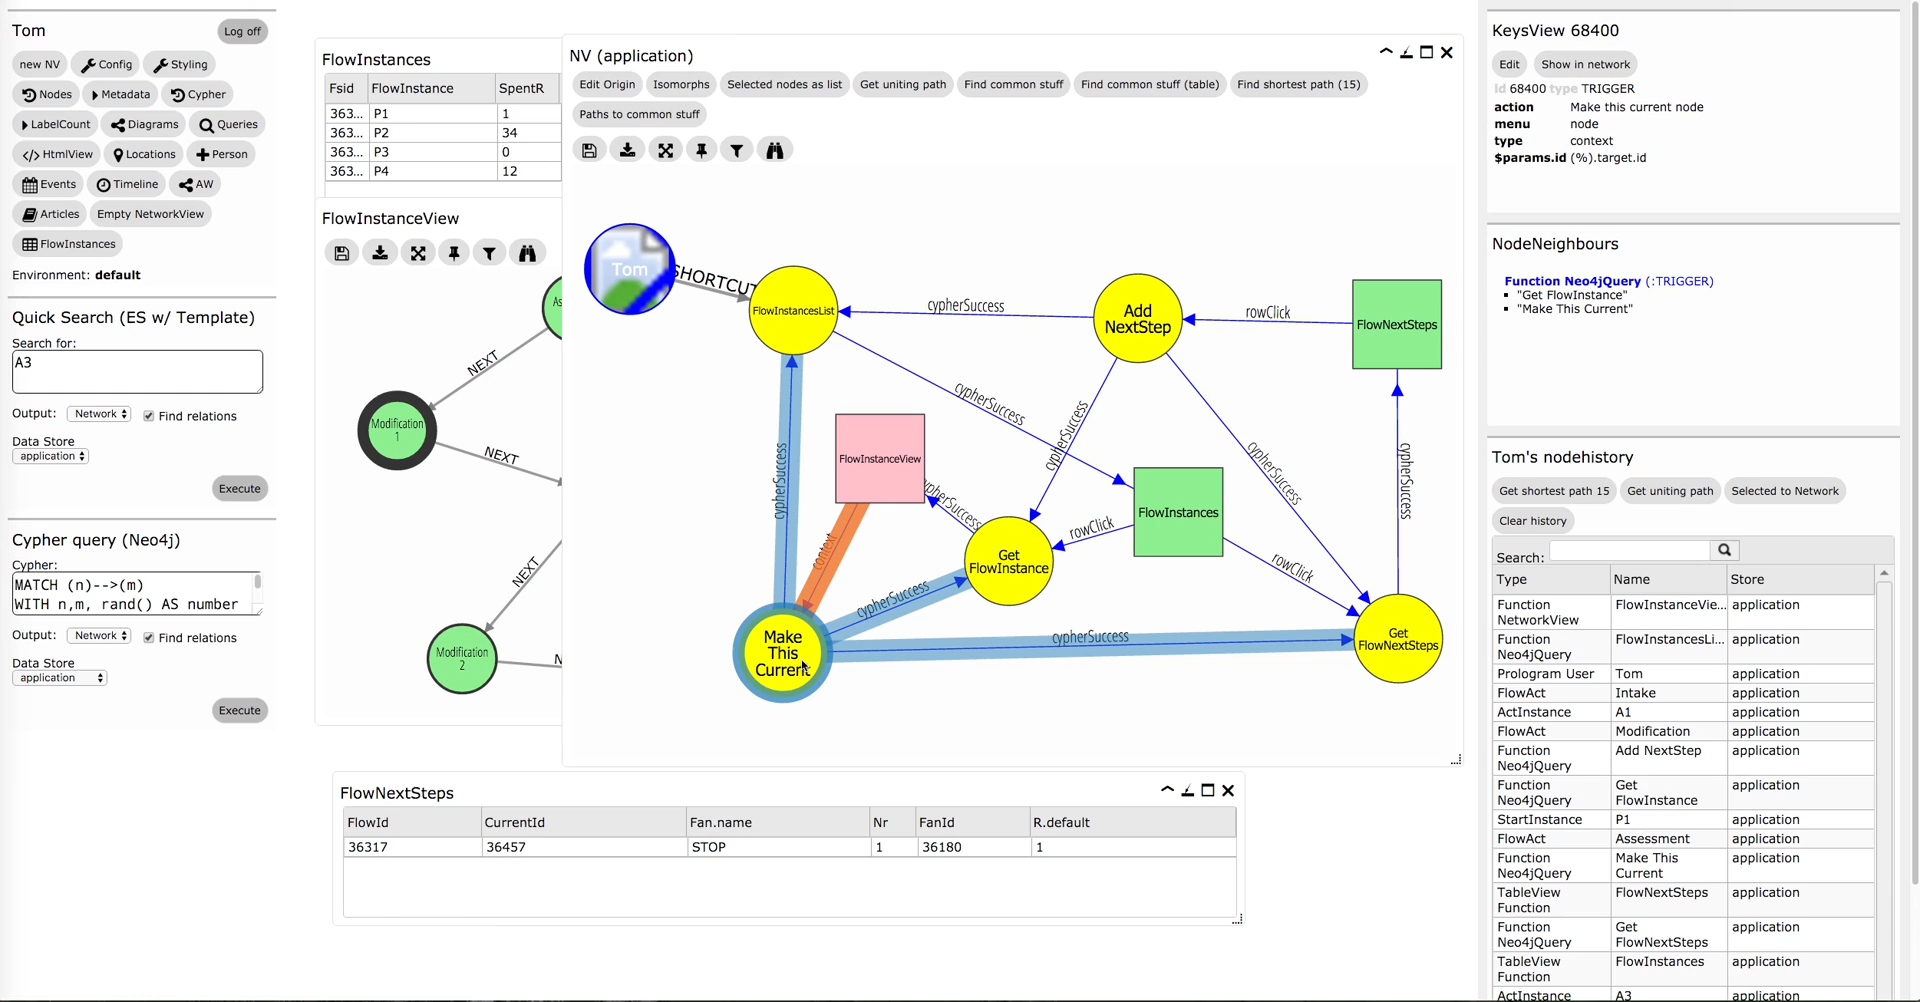 Tom
Log off
new NV
Config
Styling
Nodes
Metadata
Cypher
LabelCount
Diagrams
Queries
</> HtmlView
Locations
Person
Events
Timeline
AW
Articles
Empty NetworkView
FlowInstances
Environment: default
Quick Search (ES w/ Template)
Search for:
A3
Output:
Network
Find relations
Data Store
application
Execute
Cypher query (Neo4j)
Cypher:
MATCH (n)-->(m)
WITH n,m, rand() AS number
Output:
Network
Find relations
Data Store
application
Execute
FlowInstances
Fsid FlowInstance SpentR
363... P1 1
363... P2 34
363... P3 0
363... P4 12
FlowInstanceView
NEXT
Modification
1
NEXT
NEXT
Modification
2
NV (application)
Edit Origin
Isomorphs
Selected nodes as list
Get uniting path
Find common stuff
Find common stuff (table)
Find shortest path (15)
Paths to common stuff
Tom
SHORTCUT
FlowInstancesList
cypherSuccess
Add
NextStep
rowClick
FlowNextSteps
cypherSuccess
cypherSuccess
cypherSuccess
cypherSuccess
cypherSuccess
FlowInstanceView
cypherSuccess
context
Get
FlowInstance
rowClick
FlowInstances
rowClick
cypherSuccess
Make
This
Current
cypherSuccess
Get
FlowNextSteps
FlowNextSteps
FlowId CurrentId Fan.name Nr FanId R.default
36317 36457 STOP 1 36180 1
KeysView 68400
Edit
Show in network
id 68400 type TRIGGER
action Make this current node
menu node
type context
$params.id (%).target.id
NodeNeighbours
Function Neo4jQuery (:TRIGGER)
"Get FlowInstance"
"Make This Current"
Tom's nodehistory
Get shortest path 15
Get uniting path
Selected to Network
Clear history
Search:
Type Name Store
Function FlowInstanceVie... application
NetworkView
Function FlowInstancesLi... application
Neo4jQuery
Prologram User Tom application
FlowAct Intake application
ActInstance A1 application
FlowAct Modification application
Function Add NextStep application
Neo4jQuery
Function Get application
Neo4jQuery FlowInstance
StartInstance P1 application
FlowAct Assessment application
Function Make This application
Neo4jQuery Current
TableView FlowNextSteps application
Function
Function Get application
Neo4jQuery FlowNextSteps
TableView FlowInstances application
Function
ActInstance A3 application